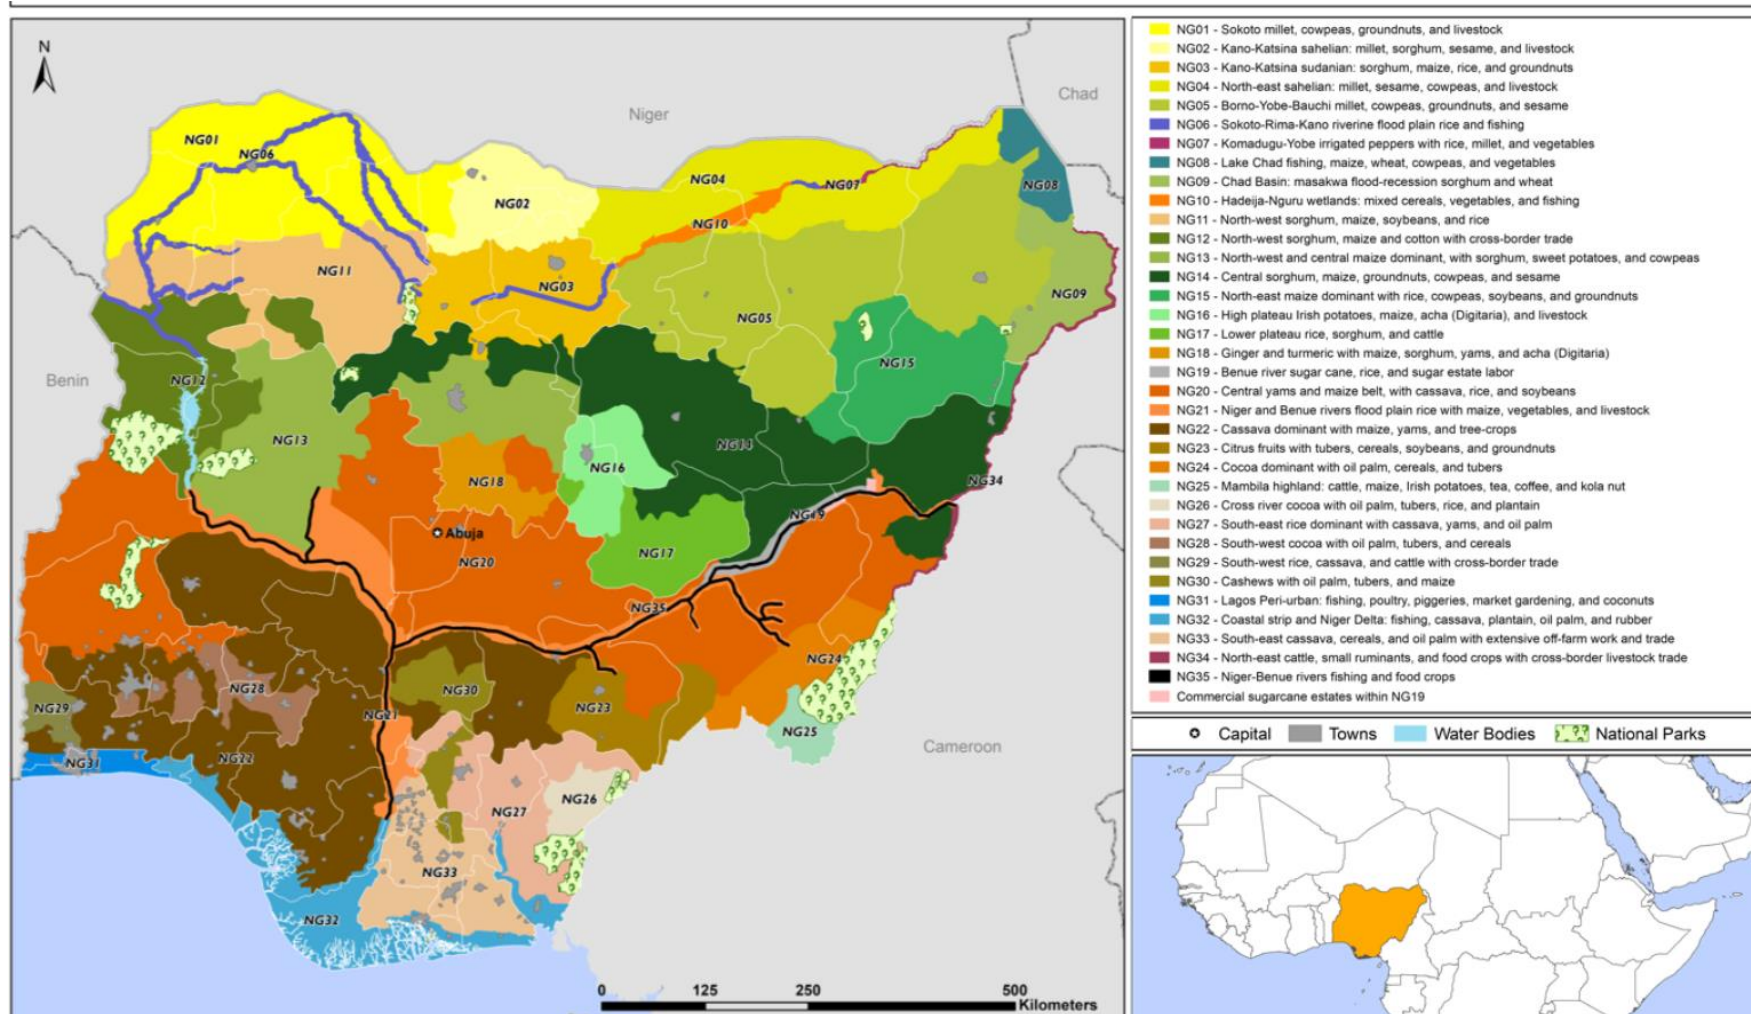 N
Niger
Chad
Benin
Cameroon
NG01
NG06
NG02
NG04
NG07
NG08
NG10
NG11
NG03
NG09
NG05
NG15
NG12
NG13
NG14
NG16
NG18
NG34
NG19
Abuja
NG17
NG20
NG35
NG24
NG28
NG30
NG29
NG23
NG21
NG25
NG22
NG31
NG26
NG27
NG33
NG32
0 125 250 500
Kilometers
NG01 - Sokoto millet, cowpeas, groundnuts, and livestock
NG02 - Kano-Katsina sahelian: millet, sorghum, sesame, and livestock
NG03 - Kano-Katsina sudanian: sorghum, maize, rice, and groundnuts
NG04 - North-east sahelian: millet, sesame, cowpeas, and livestock
NG05 - Borno-Yobe-Bauchi millet, cowpeas, groundnuts, and sesame
NG06 - Sokoto-Rima-Kano riverine flood plain rice and fishing
NG07 - Komadugu-Yobe irrigated peppers with rice, millet, and vegetables
NG08 - Lake Chad fishing, maize, wheat, cowpeas, and vegetables
NG09 - Chad Basin: masakwa flood-recession sorghum and wheat
NG10 - Hadeija-Nguru wetlands: mixed cereals, vegetables, and fishing
NG11 - North-west sorghum, maize, soybeans, and rice
NG12 - North-west sorghum, maize and cotton with cross-border trade
NG13 - North-west and central maize dominant, with sorghum, sweet potatoes, and cowpeas
NG14 - Central sorghum, maize, groundnuts, cowpeas, and sesame
NG15 - North-east maize dominant with rice, cowpeas, soybeans, and groundnuts
NG16 - High plateau Irish potatoes, maize, acha (Digitaria), and livestock
NG17 - Lower plateau rice, sorghum, and cattle
NG18 - Ginger and turmeric with maize, sorghum, yams, and acha (Digitaria)
NG19 - Benue river sugar cane, rice, and sugar estate labor
NG20 - Central yams and maize belt, with cassava, rice, and soybeans
NG21 - Niger and Benue rivers flood plain rice with maize, vegetables, and livestock
NG22 - Cassava dominant with maize, yams, and tree-crops
NG23 - Citrus fruits with tubers, cereals, soybeans, and groundnuts
NG24 - Cocoa dominant with oil palm, cereals, and tubers
NG25 - Mambila highland: cattle, maize, Irish potatoes, tea, coffee, and kola nut
NG26 - Cross river cocoa with oil palm, tubers, rice, and plantain
NG27 - South-east rice dominant with cassava, yams, and oil palm
NG28 - South-west cocoa with oil palm, tubers, and cereals
NG29 - South-west rice, cassava, and cattle with cross-border trade
NG30 - Cashews with oil palm, tubers, and maize
NG31 - Lagos Peri-urban: fishing, poultry, piggeries, market gardening, and coconuts
NG32 - Coastal strip and Niger Delta: fishing, cassava, plantain, oil palm, and rubber
NG33 - South-east cassava, cereals, and oil palm with extensive off-farm work and trade
NG34 - North-east cattle, small ruminants, and food crops with cross-border livestock trade
NG35 - Niger-Benue rivers fishing and food crops
Commercial sugarcane estates within NG19
Capital Towns Water Bodies National Parks